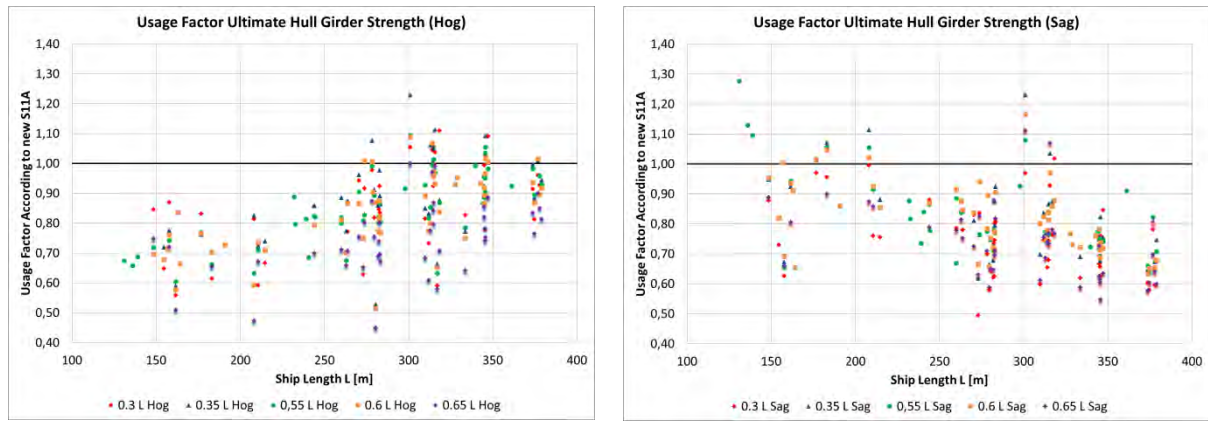 Usage Factor Ultimate Hull Girder Strength (Hog)
Usage Factor According to new S11A
1,40
1,30
1,20
1,10
1,00
0,90
0,80
0,70
0,60
0,50
0,40
100 150 200 250 300 350 400
Ship Length L [m]
0.3 L Hog 0.35 L Hog 0,55 L Hog 0.6 L Hog 0.65 L Hog
Usage Factor Ultimate Hull Girder Strength (Sag)
Usage Factor According to new S11A
1,40
1,30
1,20
1,10
1,00
0,90
0,80
0,70
0,60
0,50
0,40
100 150 200 250 300 350 400
Ship Length L [m]
0.3 L Sag 0.35 L Sag 0,55 L Sag 0.6 L Sag 0.65 L Sag